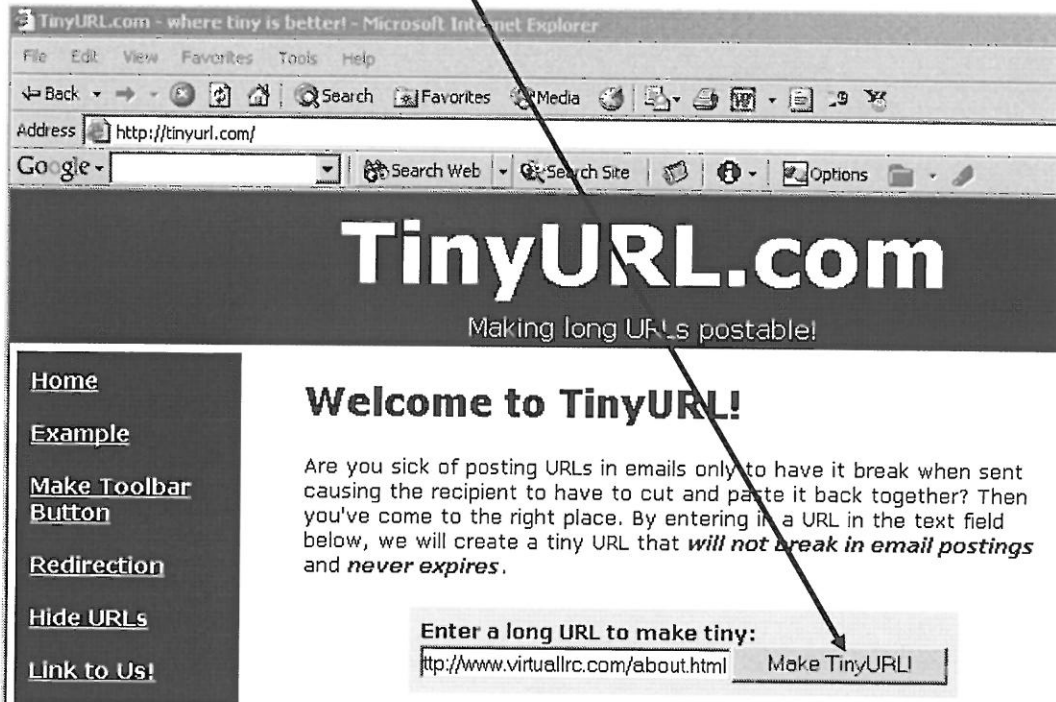 TinyURL.com - where tiny is better! - Microsoft Internet Explorer
File Edit View Favorites Tools Help
Back Search Favorites Media
Address http://tinyurl.com/
Google Search Web Search Site Options
TinyURL.com
Making long URLs postable!
Home
Example
Make Toolbar
Button
Redirection
Hide URLs
Link to Us!
Welcome to TinyURL!
Are you sick of posting URLs in emails only to have it break when sent
causing the recipient to have to cut and paste it back together? Then
you've come to the right place. By entering in a URL in the text field
below, we will create a tiny URL that will not break in email postings
and never expires.
Enter a long URL to make tiny:
ttp://www.virtuallrc.com/about.html Make TinyURL!